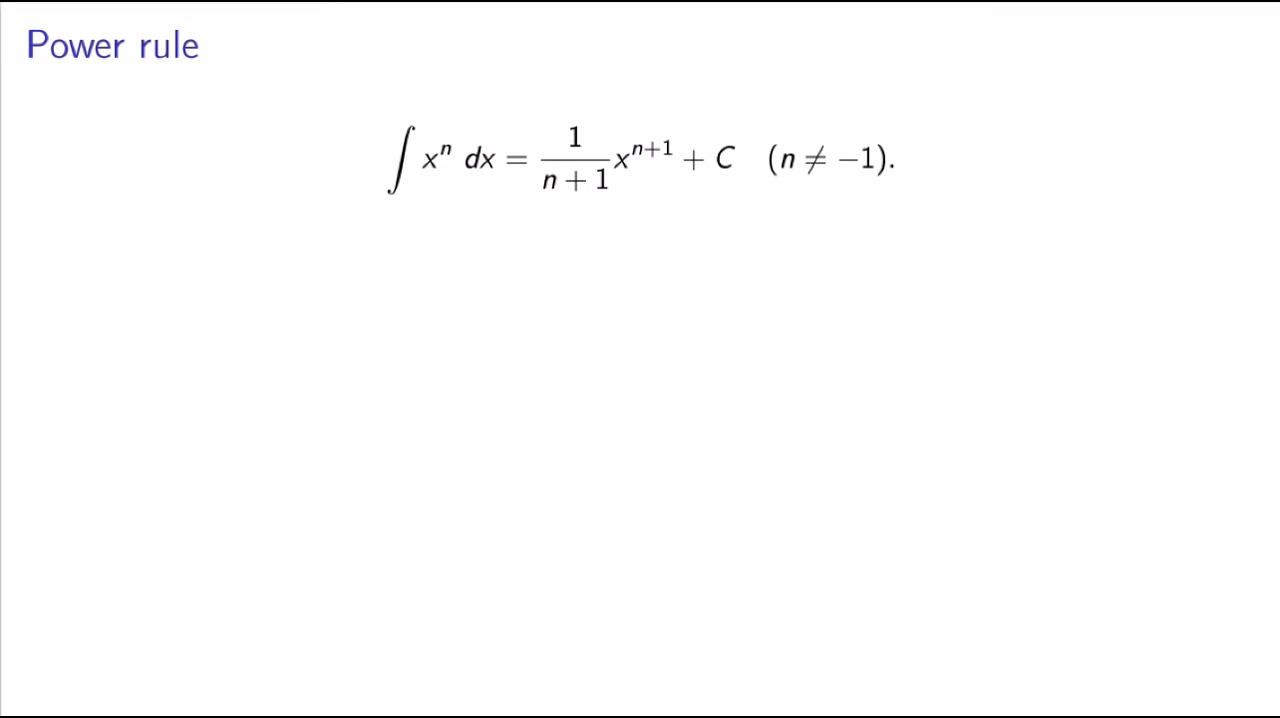 Power rule
∫ xⁿ dx = 1/(n + 1) xⁿ⁺¹ + C (n ≠ −1).